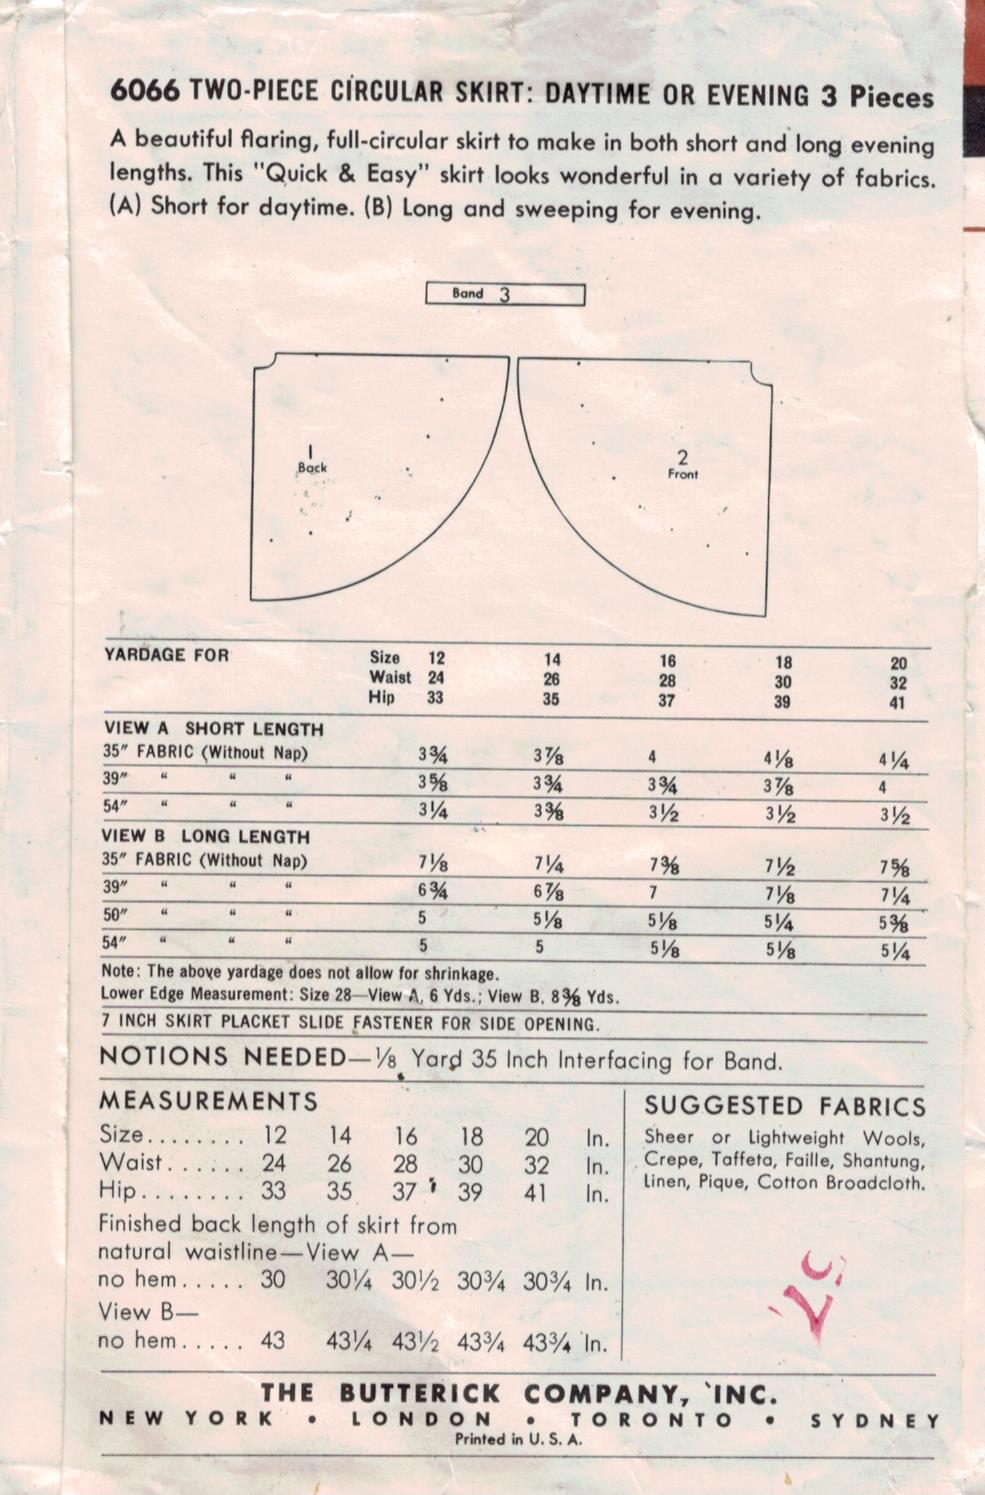 6066 TWO-PIECE CIRCULAR SKIRT: DAYTIME OR EVENING 3 Pieces
A beautiful flaring, full-circular skirt to make in both short and long evening
lengths. This "Quick & Easy" skirt looks wonderful in a variety of fabrics.
(A) Short for daytime. (B) Long and sweeping for evening.
Band 3
1
Back
2
Front
YARDAGE FOR Size 12 14 16 18 20
Waist 24 26 28 30 32
Hip 33 35 37 39 41
VIEW A SHORT LENGTH
35" FABRIC (Without Nap) 3¾ 3⅞ 4 4⅛ 4¼
39" " " " 3⅝ 3¾ 3¾ 3⅞ 4
54" " " " 3¼ 3⅜ 3½ 3½ 3½
VIEW B LONG LENGTH
35" FABRIC (Without Nap) 7⅛ 7¼ 7⅜ 7½ 7⅝
39" " " " 6¾ 6⅞ 7 7⅛ 7¼
50" " " " 5 5⅛ 5⅛ 5¼ 5⅜
54" " " " 5 5 5⅛ 5⅛ 5¼
Note: The above yardage does not allow for shrinkage.
Lower Edge Measurement: Size 28—View A, 6 Yds.; View B, 8⅜ Yds.
7 INCH SKIRT PLACKET SLIDE FASTENER FOR SIDE OPENING.
NOTIONS NEEDED—⅛ Yard 35 Inch Interfacing for Band.
MEASUREMENTS
Size........ 12 14 16 18 20 In.
Waist...... 24 26 28 30 32 In.
Hip........ 33 35 37 39 41 In.
Finished back length of skirt from
natural waistline—View A—
no hem..... 30 30¼ 30½ 30¾ 30¾ In.
View B—
no hem..... 43 43¼ 43½ 43¾ 43¾ In.
SUGGESTED FABRICS
Sheer or Lightweight Wools,
Crepe, Taffeta, Faille, Shantung,
Linen, Pique, Cotton Broadcloth.
THE BUTTERICK COMPANY, INC.
NEW YORK • LONDON • TORONTO • SYDNEY
Printed in U. S. A.